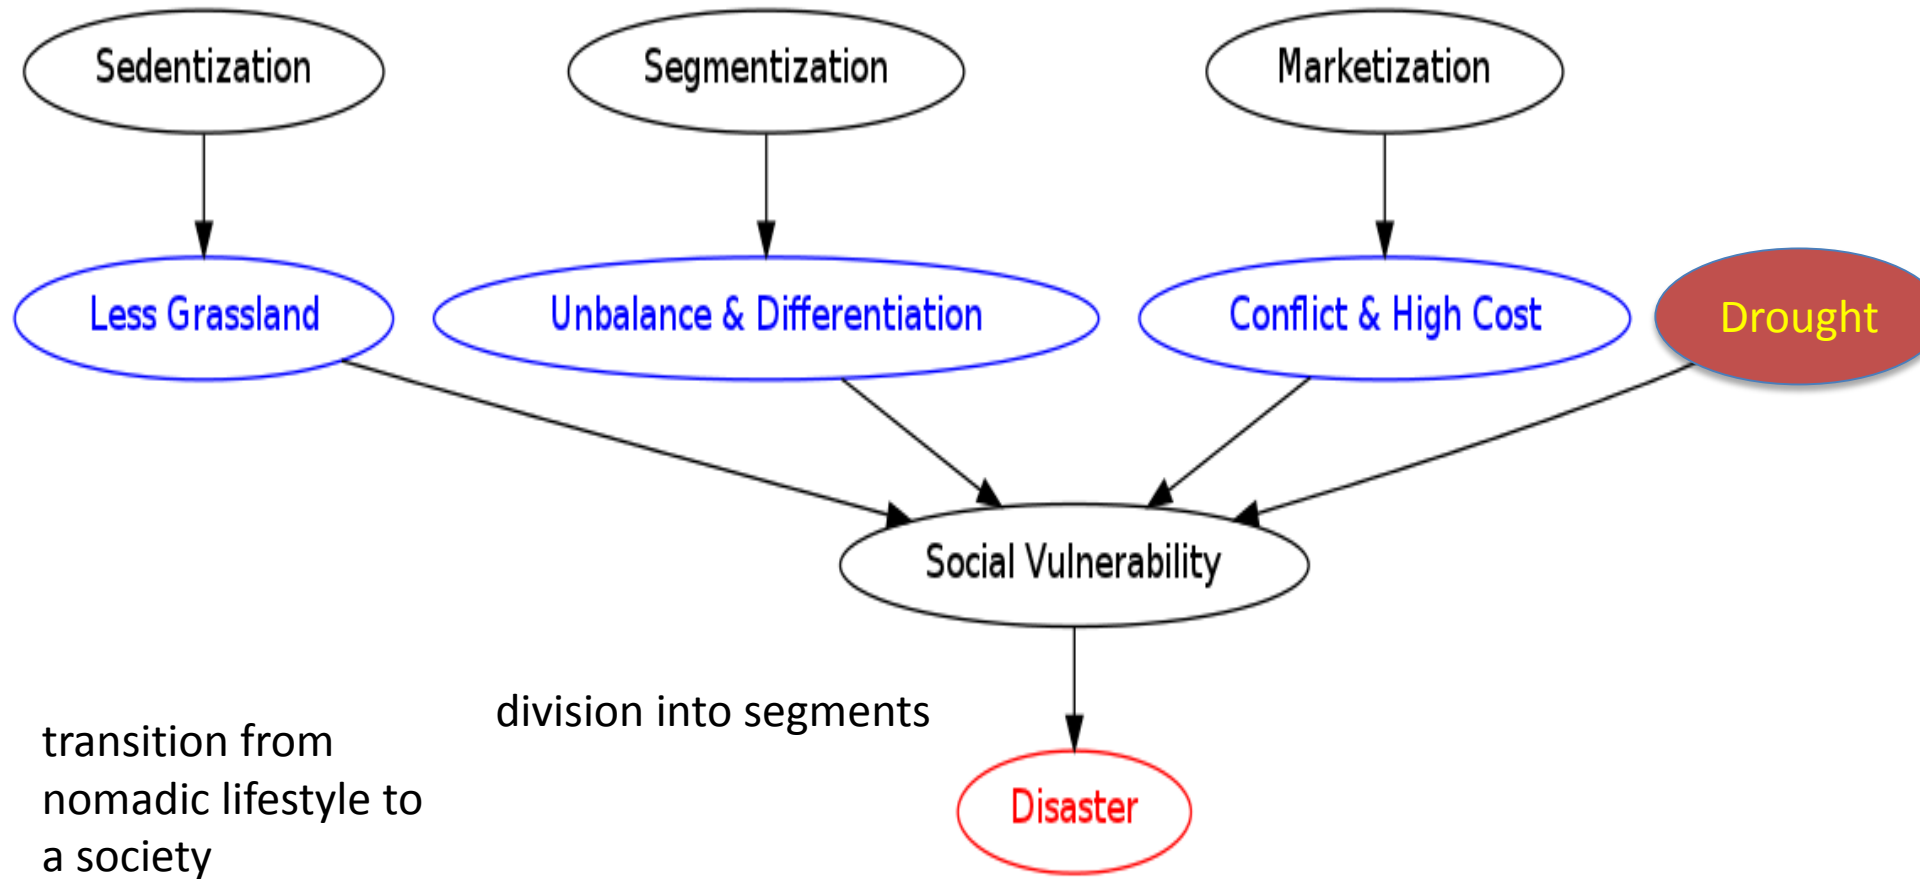 Sedentization
Segmentization
Marketization
Less Grassland
Unbalance & Differentiation
Conflict & High Cost
Drought
Social Vulnerability
division into segments
transition from
nomadic lifestyle to
a society
Disaster